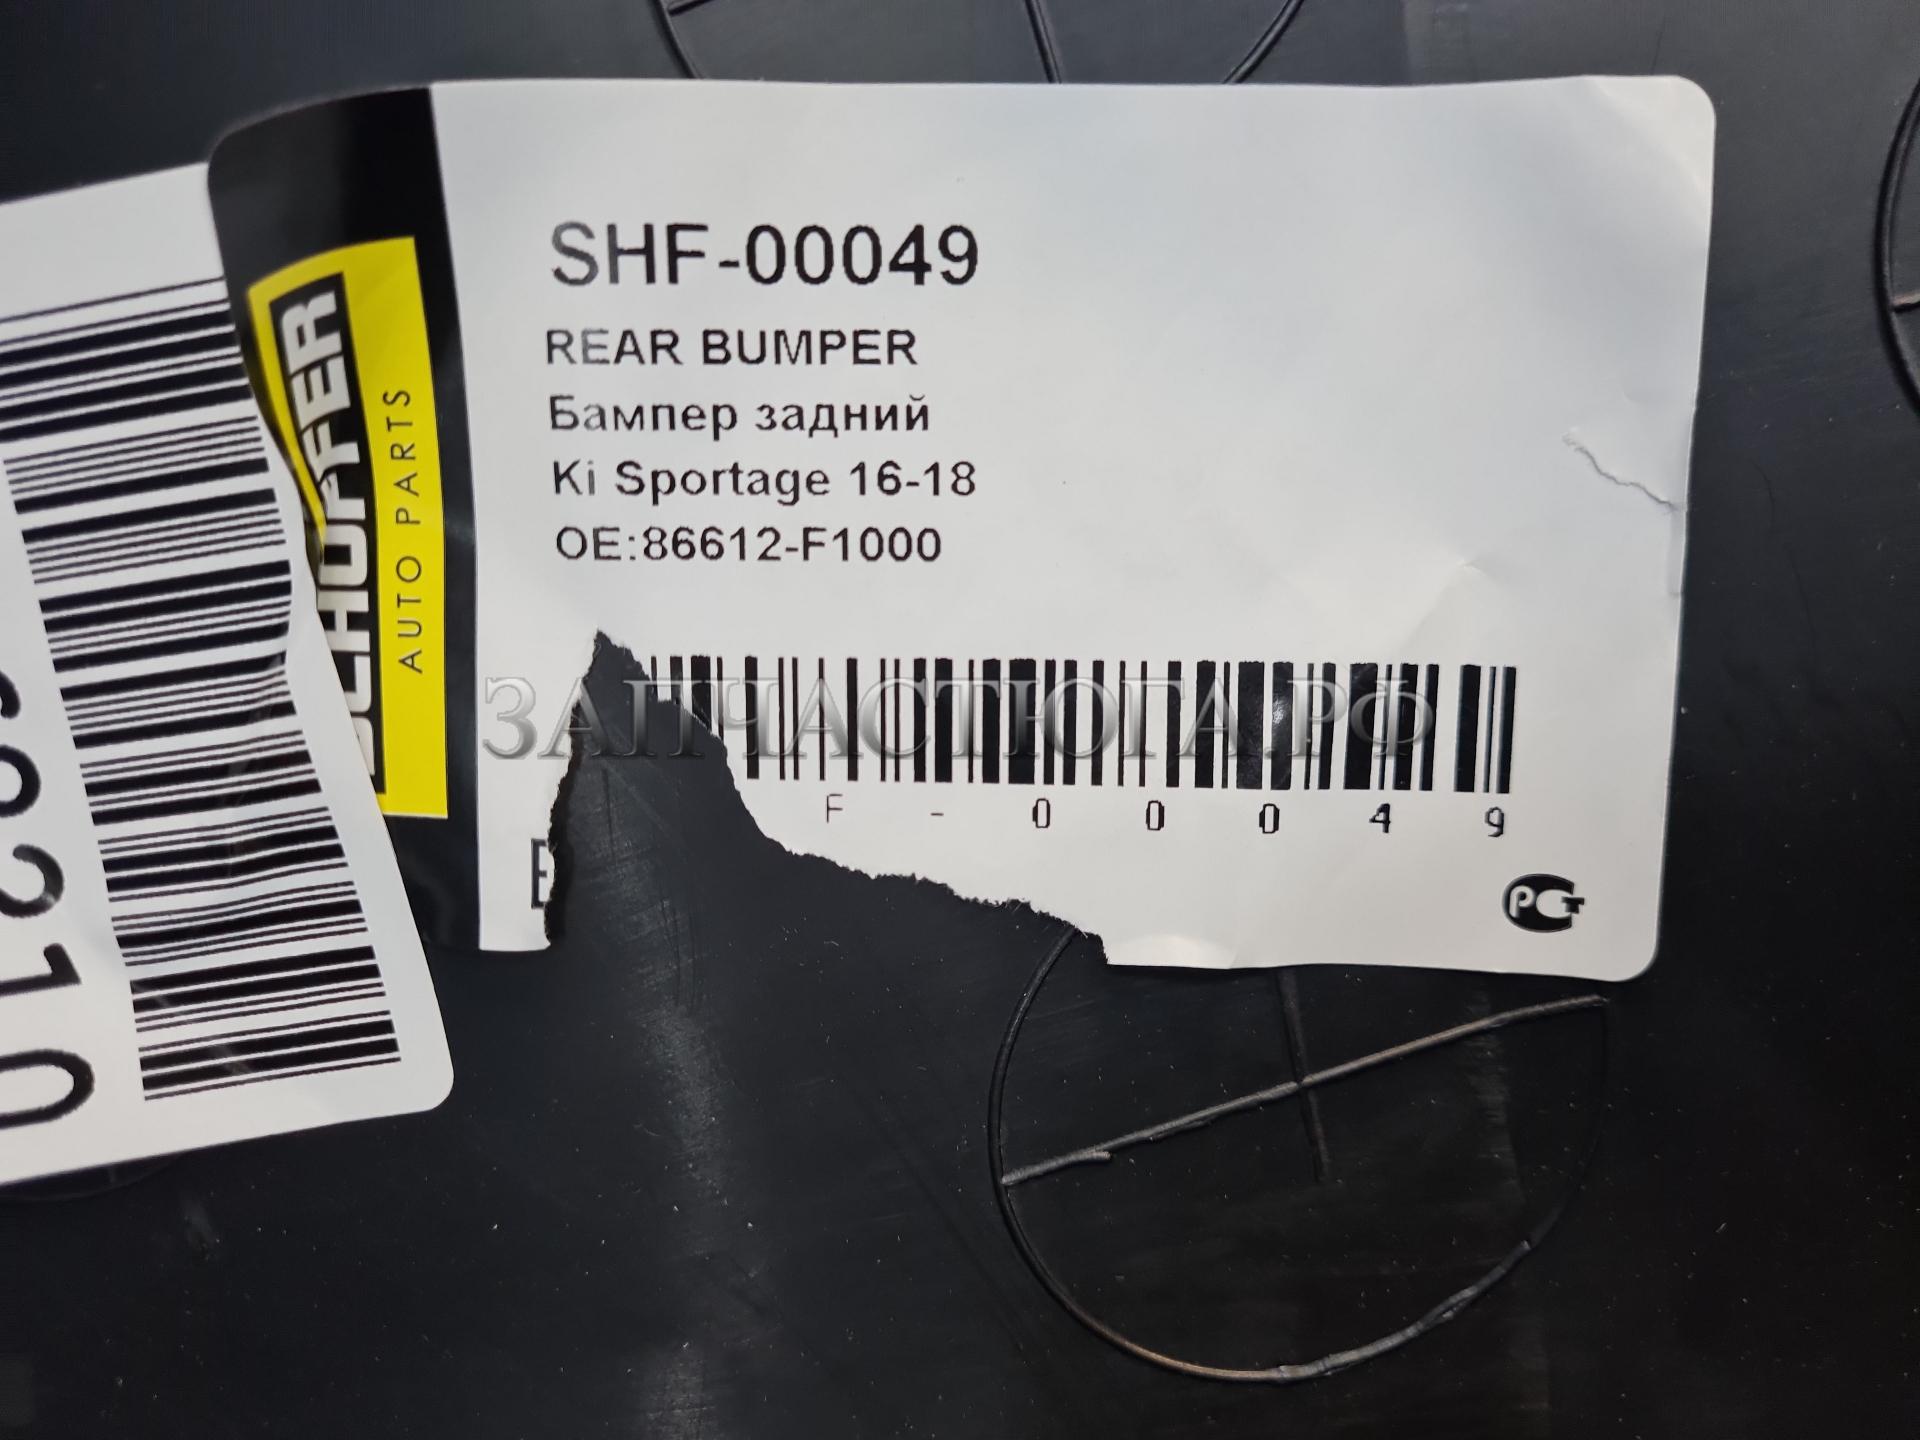 SHF-00049
REAR BUMPER
Бампер задний
Ki Sportage 16-18
OE:86612-F1000
ЗАПЧАСТЮГА.РФ
F - 0 0 0 4 9
РСТ
AUTO PARTS